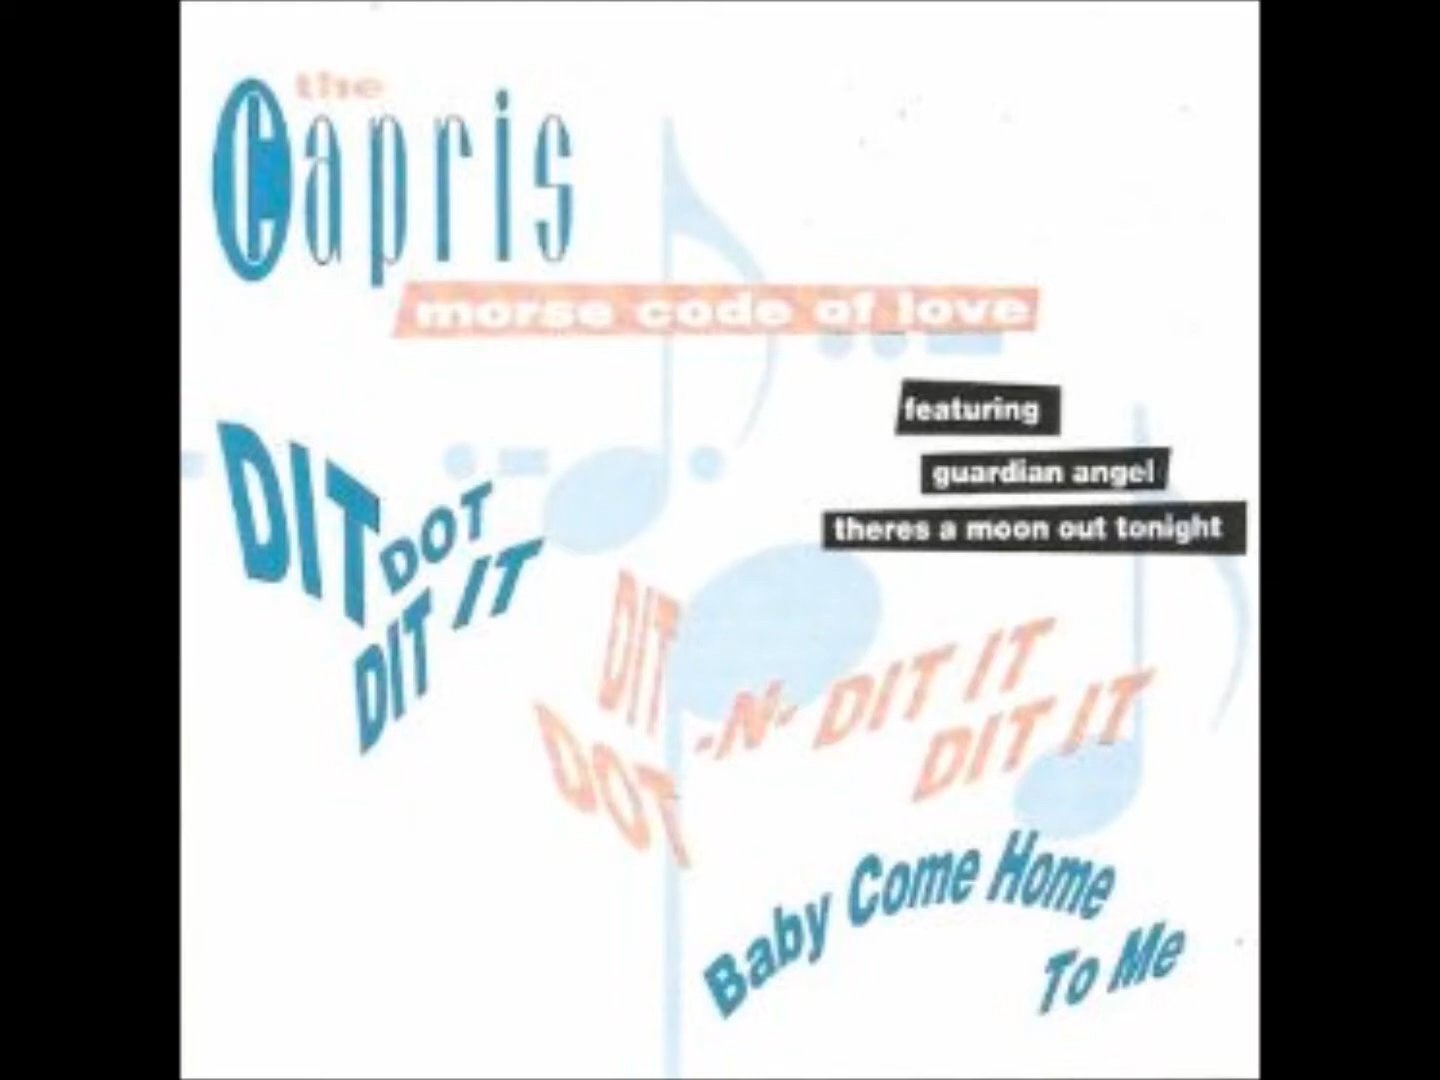 the
Capris
morse code of love
featuring
guardian angel
theres a moon out tonight
DIT DOT
DIT IT
DIT
DOT
-N- DIT IT
DIT IT
Baby Come Home
To Me